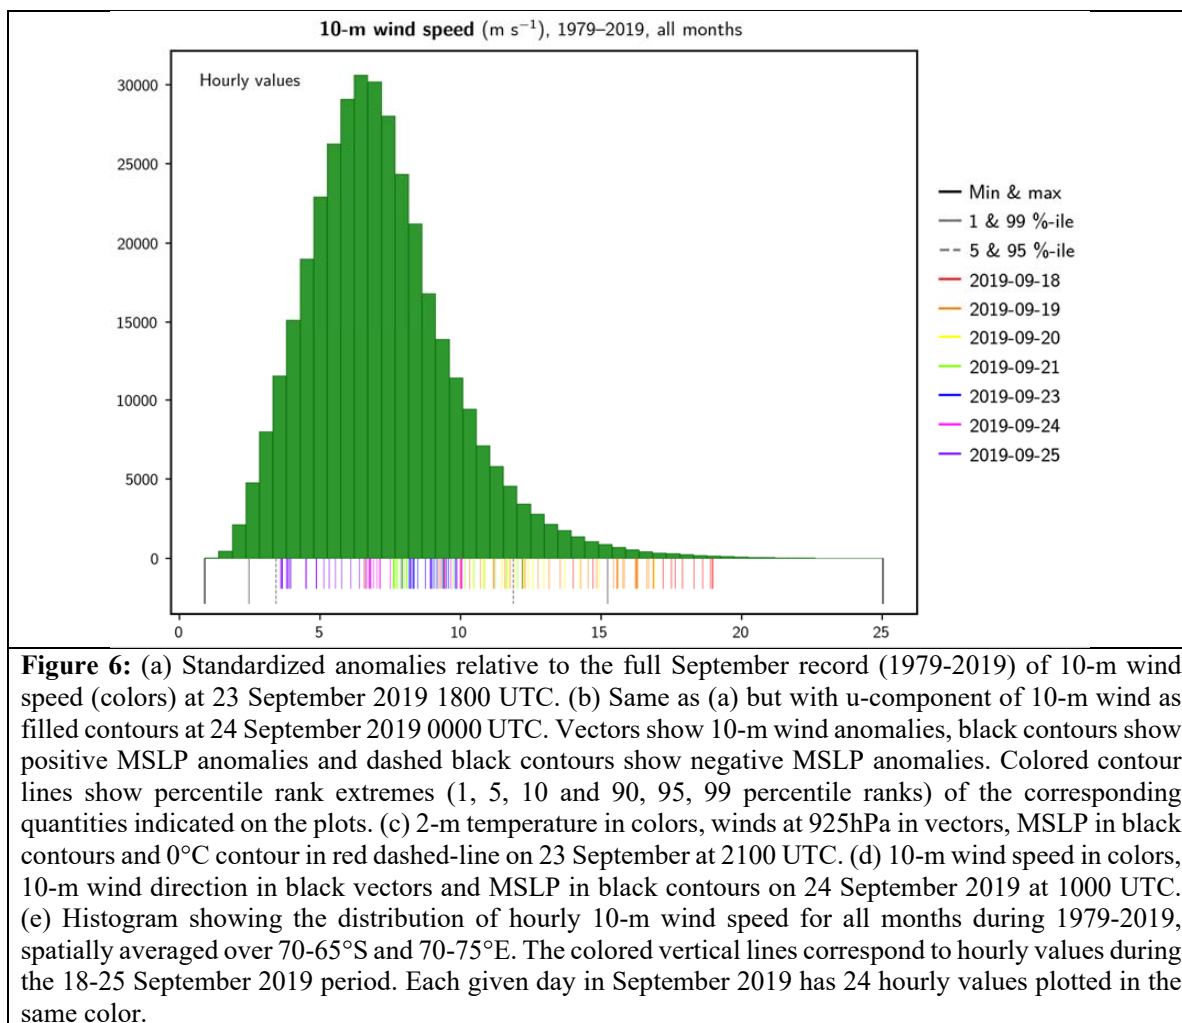 10-m wind speed (m s⁻¹), 1979–2019, all months
Hourly values
30000
25000
20000
15000
10000
5000
0
0 5 10 15 20 25
Min & max
1 & 99 %-ile
5 & 95 %-ile
2019-09-18
2019-09-19
2019-09-20
2019-09-21
2019-09-23
2019-09-24
2019-09-25
Figure 6: (a) Standardized anomalies relative to the full September record (1979-2019) of 10-m wind
speed (colors) at 23 September 2019 1800 UTC. (b) Same as (a) but with u-component of 10-m wind as
filled contours at 24 September 2019 0000 UTC. Vectors show 10-m wind anomalies, black contours show
positive MSLP anomalies and dashed black contours show negative MSLP anomalies. Colored contour
lines show percentile rank extremes (1, 5, 10 and 90, 95, 99 percentile ranks) of the corresponding
quantities indicated on the plots. (c) 2-m temperature in colors, winds at 925hPa in vectors, MSLP in black
contours and 0°C contour in red dashed-line on 23 September at 2100 UTC. (d) 10-m wind speed in colors,
10-m wind direction in black vectors and MSLP in black contours on 24 September 2019 at 1000 UTC.
(e) Histogram showing the distribution of hourly 10-m wind speed for all months during 1979-2019,
spatially averaged over 70-65°S and 70-75°E. The colored vertical lines correspond to hourly values during
the 18-25 September 2019 period. Each given day in September 2019 has 24 hourly values plotted in the
same color.